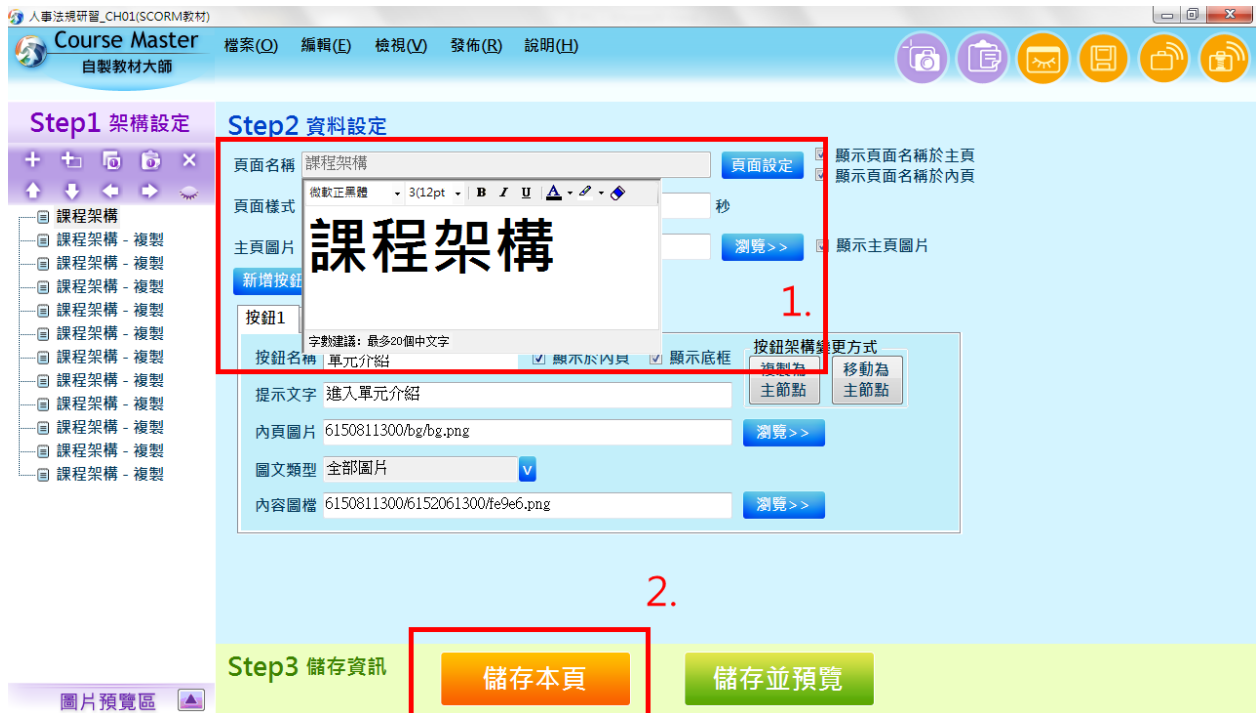 人事法規研習_CH01(SCORM教材)
Course Master
自製教材大師
檔案(O) 編輯(E) 檢視(V) 發佈(R) 說明(H)
Step1 架構設定
課程架構
課程架構 - 複製
課程架構 - 複製
課程架構 - 複製
課程架構 - 複製
課程架構 - 複製
課程架構 - 複製
課程架構 - 複製
課程架構 - 複製
課程架構 - 複製
課程架構 - 複製
課程架構 - 複製
圖片預覽區
Step2 資料設定
頁面名稱 課程架構 頁面設定 顯示頁面名稱於主頁
顯示頁面名稱於內頁
微軟正黑體 3(12pt B I U A
頁面樣式 秒
課程架構
主頁圖片 瀏覽>> 顯示主頁圖片
新增按鈕
1.
按鈕1
字數建議：最多20個中文字
按鈕名稱 單元介紹 顯示於內頁 顯示底框 按鈕架構變更方式
複製為 移動為
主節點 主節點
提示文字 進入單元介紹
內頁圖片 6150811300/bg/bg.png 瀏覽>>
圖文類型 全部圖片 v
內容圖檔 6150811300/6152061300/fe9e6.png 瀏覽>>
2.
Step3 儲存資訊 儲存本頁 儲存並預覽